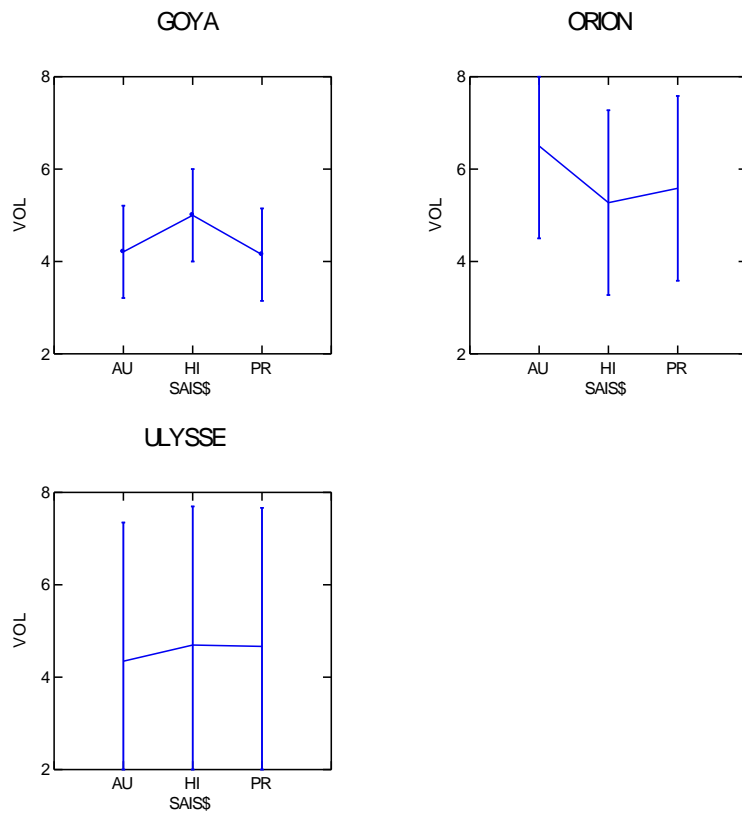 GOYA
8
6
VOL
4
2
AU HI PR
SAIS$
ORION
8
6
VOL
4
2
AU HI PR
SAIS$
ULYSSE
8
6
VOL
4
2
AU HI PR
SAIS$